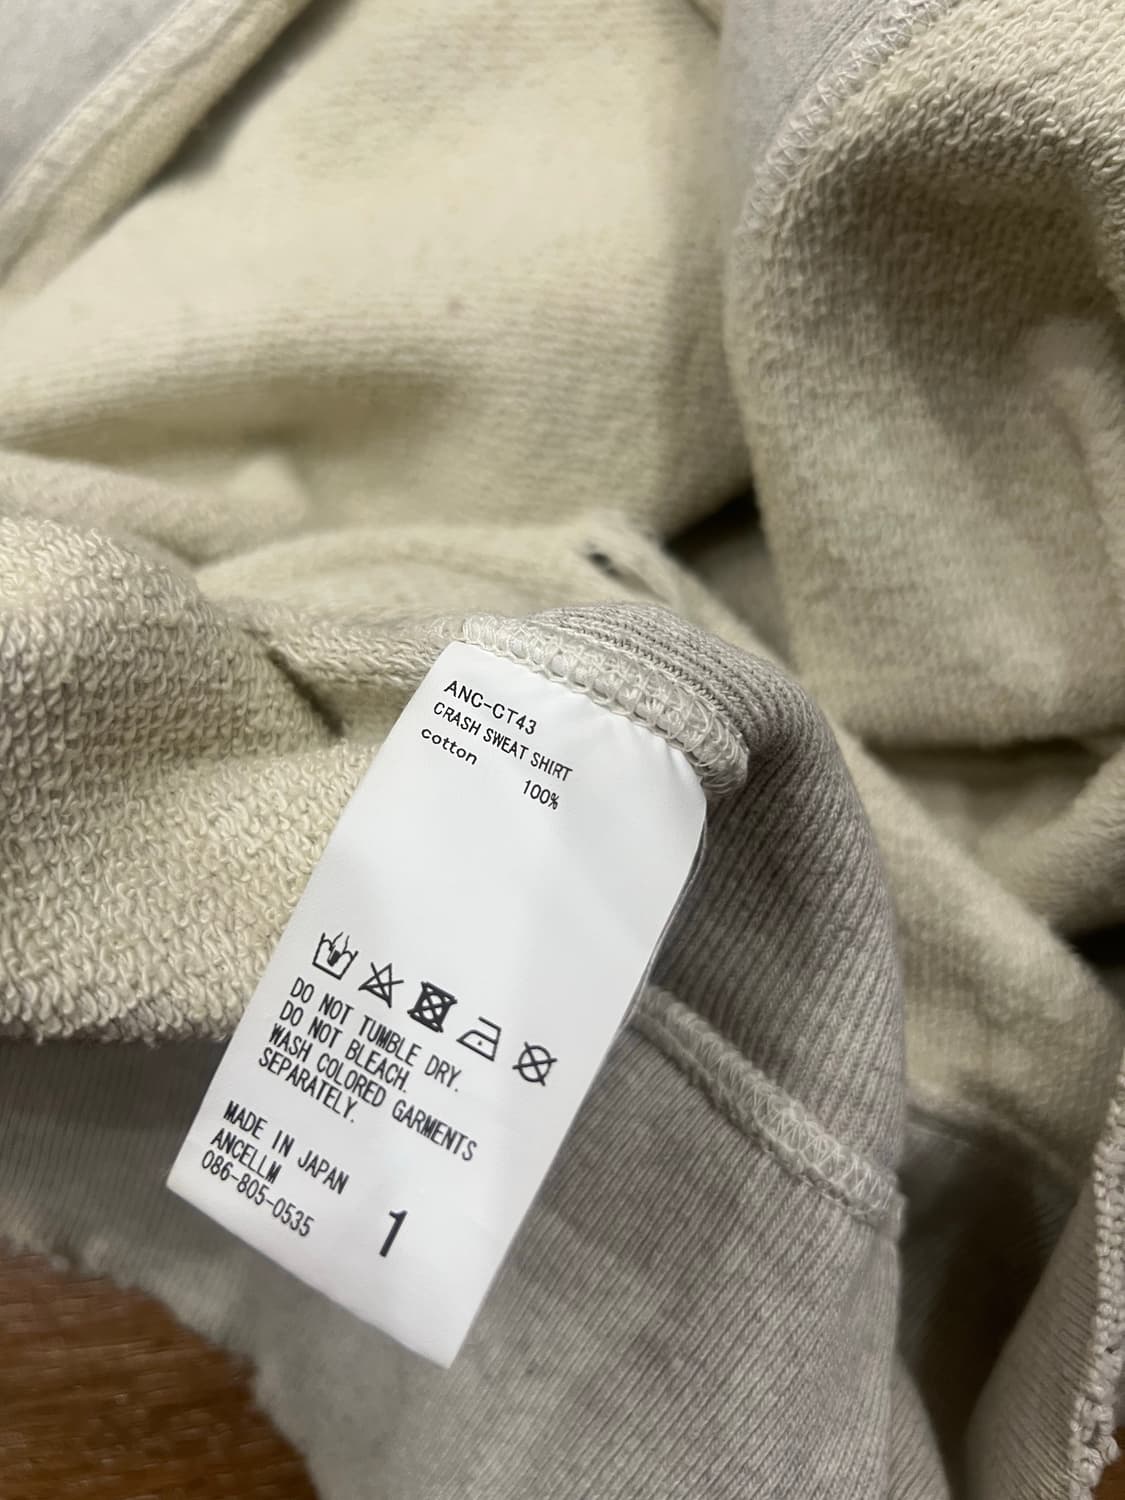 ANC-CT43
CRASH SWEAT SHIRT
cotton 100%
DO NOT TUMBLE DRY.
DO NOT BLEACH.
WASH COLORED GARMENTS
SEPARATELY.
MADE IN JAPAN
ANCELLM
086-805-0535
1